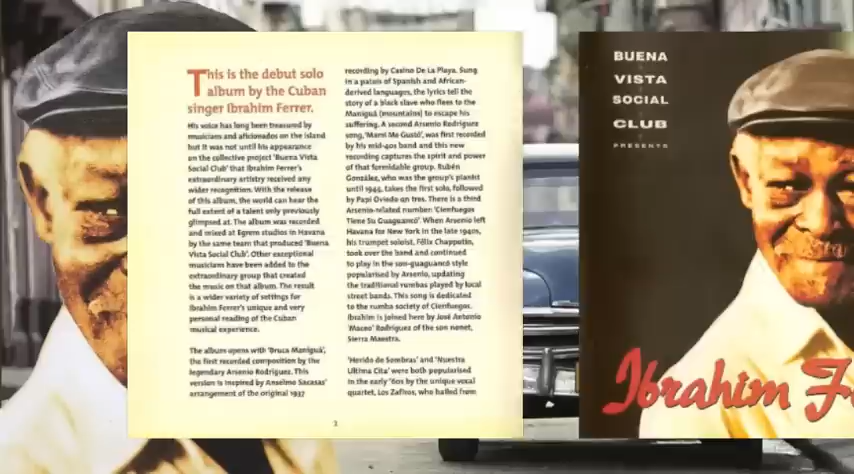 This is the debut solo
album by the Cuban
singer Ibrahim Ferrer.
His voice has long been treasured by
musicians and aficionados on the island
but it was not until his appearance
on the collective project 'Buena Vista
Social Club' that Ibrahim Ferrer's
extraordinary artistry received any
wider recognition. With the release
of this album, the world can hear the
full extent of a talent only previously
glimpsed at. The album was recorded
and mixed at Egrem studios in Havana
by the same team that produced 'Buena
Vista Social Club'. Other exceptional
musicians have been added to the
extraordinary group that created
the music on that album. The result
is a wider variety of settings for
Ibrahim Ferrer's unique and very
personal reading of the Cuban
musical experience.
The album opens with 'Bruca Maniguá',
the first recorded composition by the
legendary Arsenio Rodríguez. This
version is inspired by Anselmo Sacasas'
arrangement of the original 1937
recording by Casino De La Playa. Sung
in a patois of Spanish and African-
derived languages, the lyrics tell the
story of a black slave who flees to the
Maniguá (mountains) to escape his
suffering. A second Arsenio Rodríguez
song, 'Mamí Me Gustó', was first recorded
by his mid-40s band and this new
recording captures the spirit and power
of that formidable group. Rubén
González, who was the group's pianist
until 1945, takes the first solo, followed
by Papi Oviedo on tres. There is a third
Arsenio-related number: 'Cienfuegos
Tiene Su Guaguancó'. When Arsenio left
Havana for New York in the late 1940s,
his trumpet soloist, Félix Chappotín,
took over the band and continued
to play in the son-guaguancó style
popularised by Arsenio, updating
the traditional rumbas played by local
street bands. This song is dedicated
to the rumba society of Cienfuegos.
Ibrahim is joined here by José Antonio
'Maceo' Rodríguez of the son nonet,
Sierra Maestra.
'Herido de Sombras' and 'Nuestra
Ultima Cita' were both popularised
in the early '60s by the unique vocal
quartet, Los Zafiros, who hailed from
BUENA
VISTA
SOCIAL
CLUB
PRESENTS
Ibrahim F